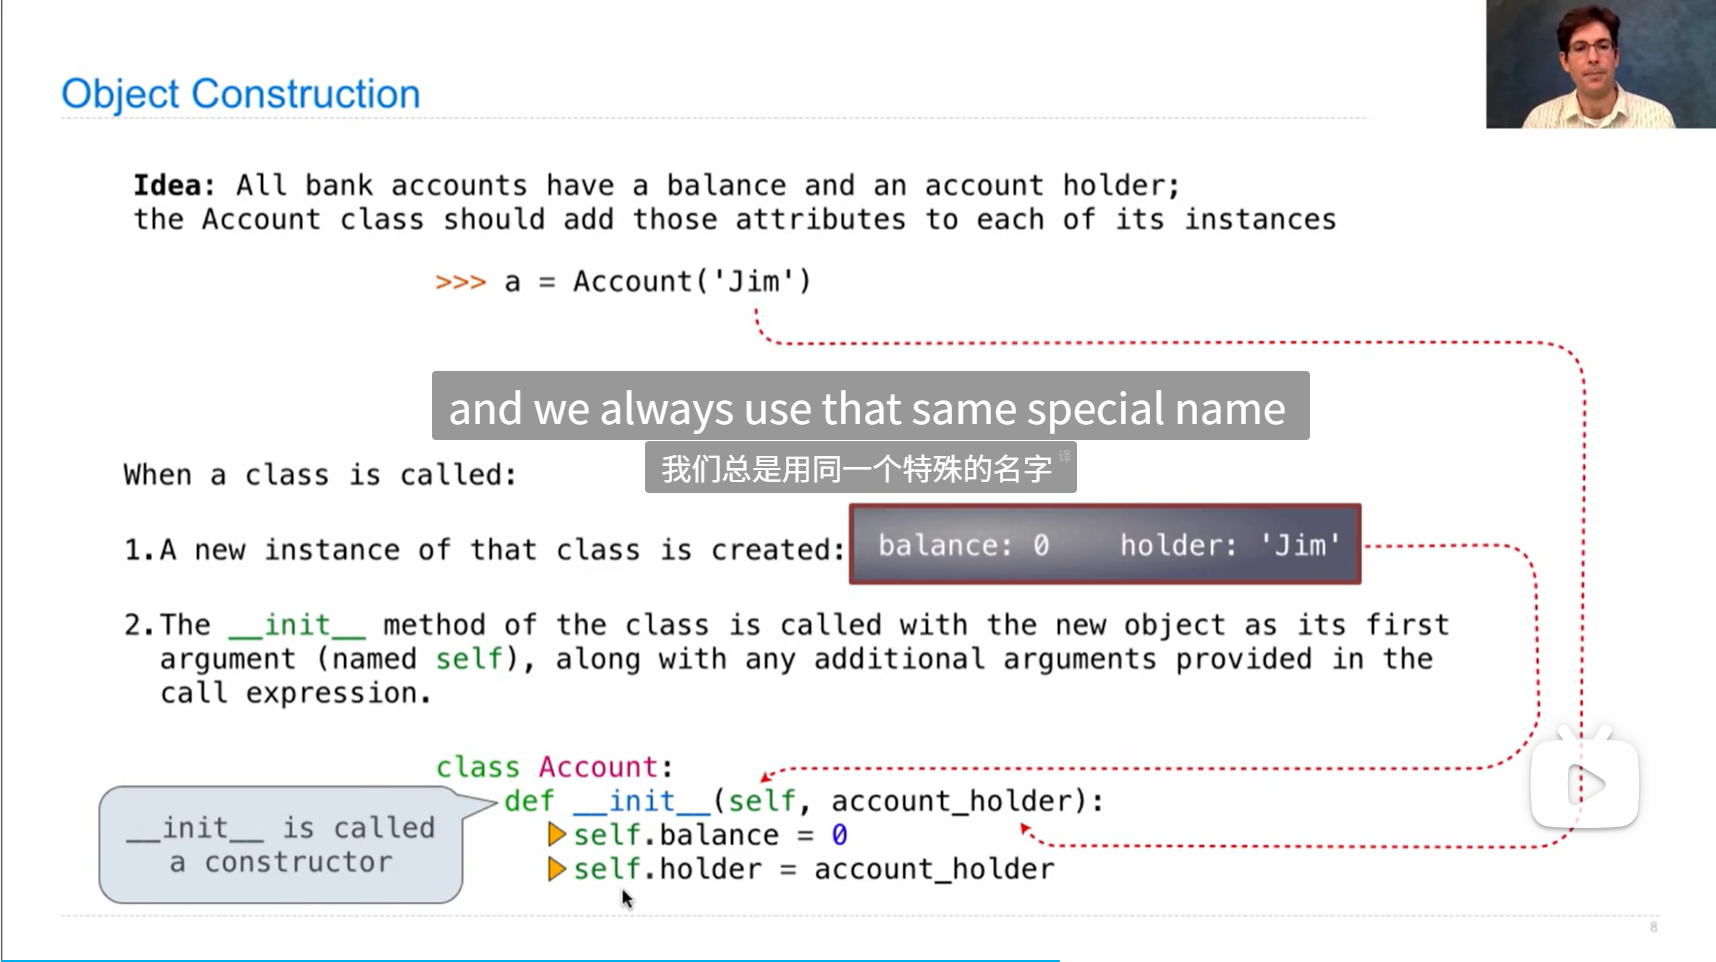 Object Construction
Idea: All bank accounts have a balance and an account holder;
the Account class should add those attributes to each of its instances
>>> a = Account('Jim')
and we always use that same special name
我们总是用同一个特殊的名字 译
When a class is called:
1.A new instance of that class is created:
balance: 0 holder: 'Jim'
2.The __init__ method of the class is called with the new object as its first
argument (named self), along with any additional arguments provided in the
call expression.
class Account:
def __init__(self, account_holder):
self.balance = 0
self.holder = account_holder
__init__ is called
a constructor
8